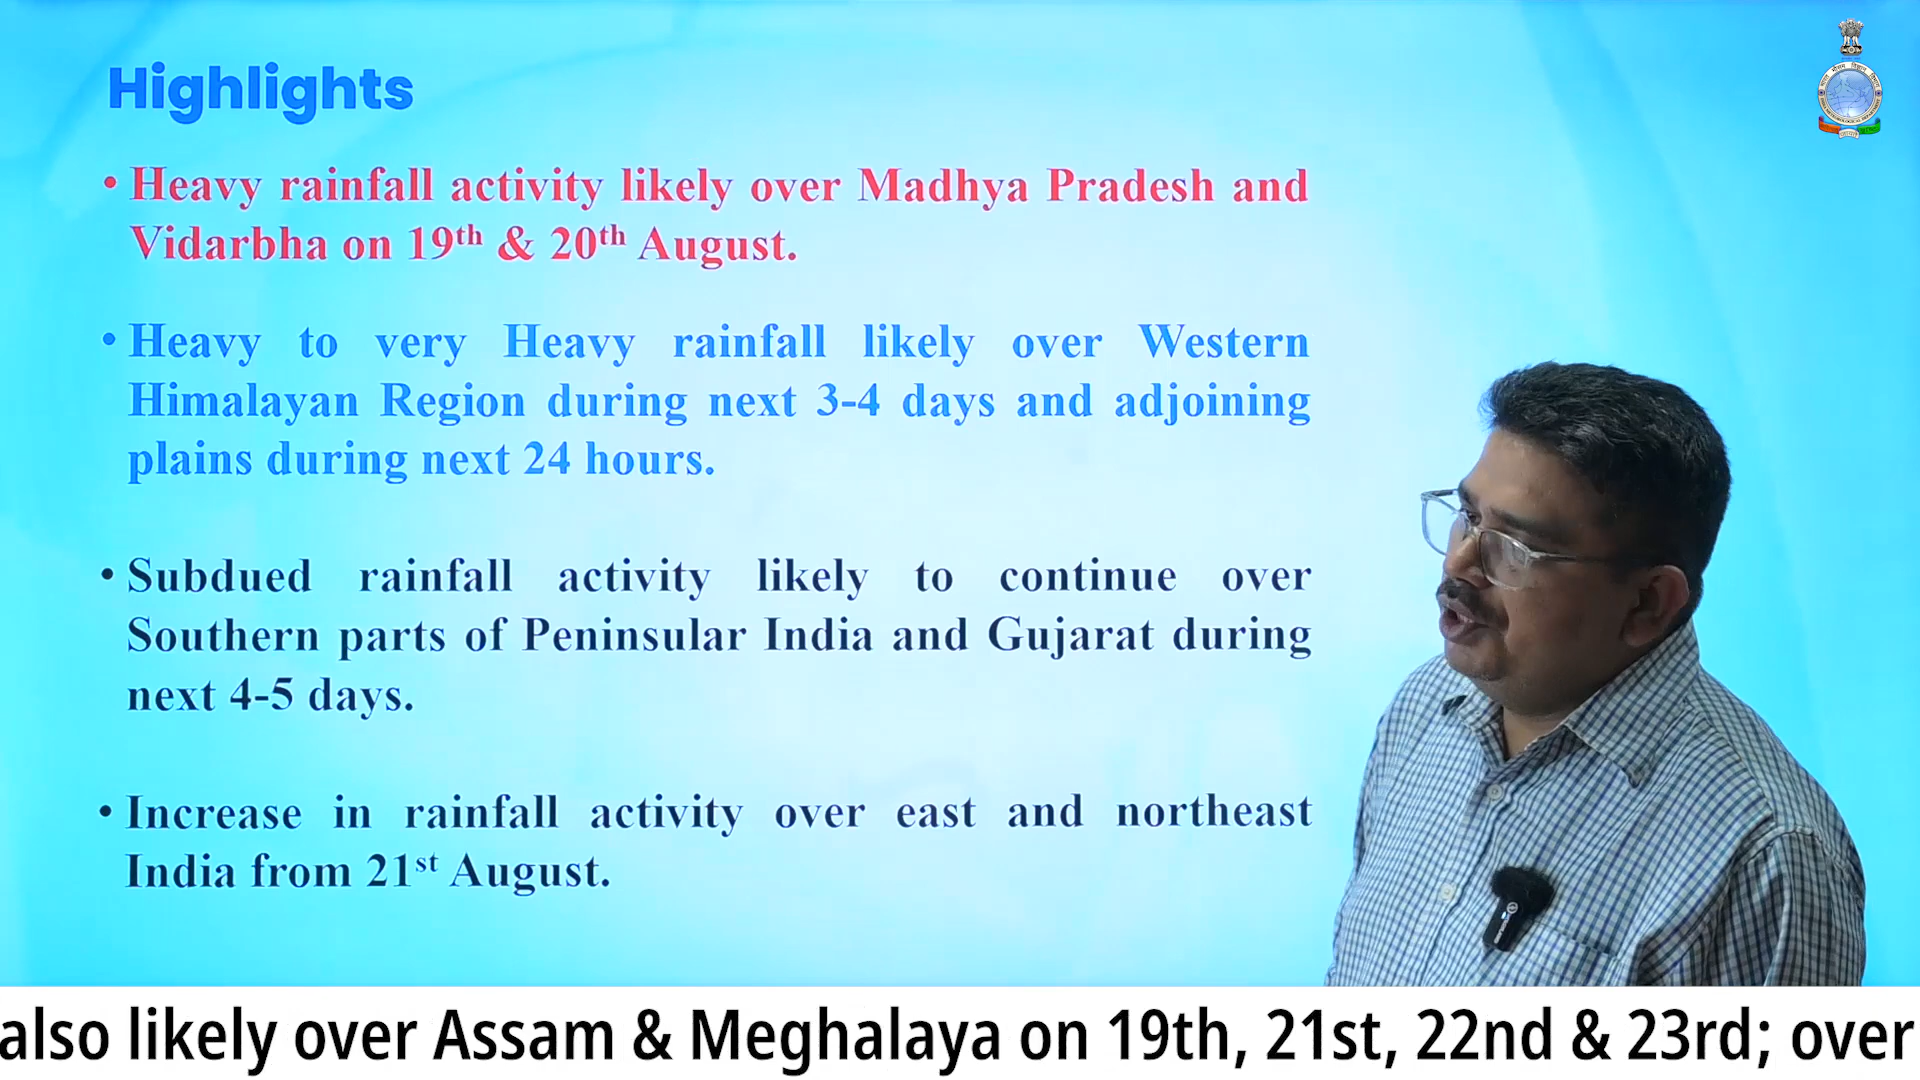 Highlights
• Heavy rainfall activity likely over Madhya Pradesh and
Vidarbha on 19th & 20th August.
• Heavy to very Heavy rainfall likely over Western
Himalayan Region during next 3-4 days and adjoining
plains during next 24 hours.
• Subdued rainfall activity likely to continue over
Southern parts of Peninsular India and Gujarat during
next 4-5 days.
• Increase in rainfall activity over east and northeast
India from 21st August.
also likely over Assam & Meghalaya on 19th, 21st, 22nd & 23rd; over